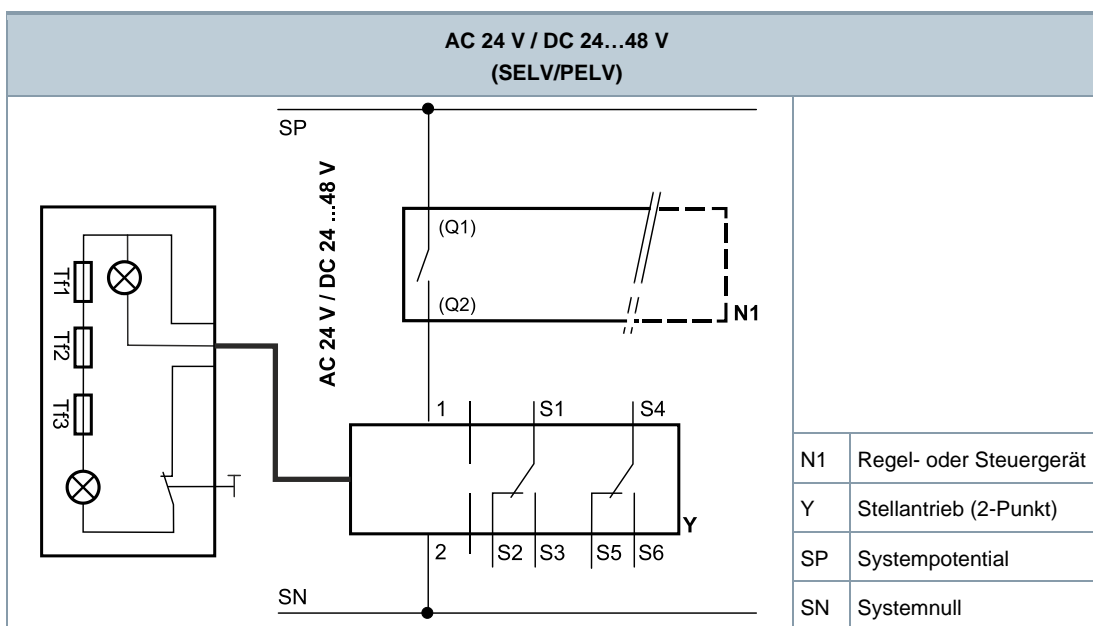 AC 24 V / DC 24...48 V
(SELV/PELV)
SP
AC 24 V / DC 24 ...48 V
(Q1)
(Q2)
N1
Tf1
Tf2
Tf3
1 S1 S4
Y
2 S2 S3 S5 S6
SN
N1 Regel- oder Steuergerät
Y Stellantrieb (2-Punkt)
SP Systempotential
SN Systemnull